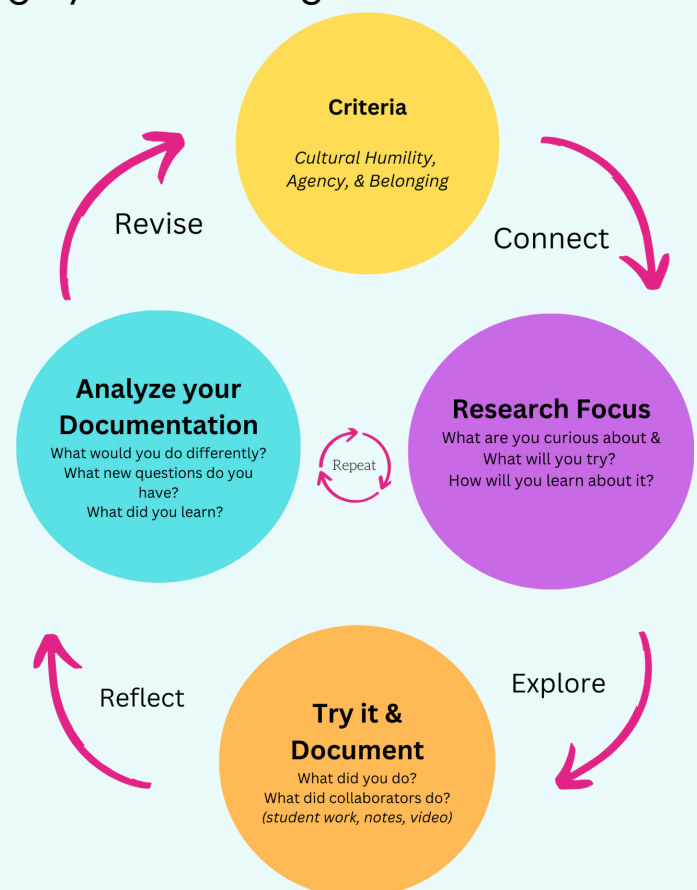 Criteria
Cultural Humility,
Agency, & Belonging
Connect
Research Focus
What are you curious about &
What will you try?
How will you learn about it?
Explore
Try it &
Document
What did you do?
What did collaborators do?
(student work, notes, video)
Reflect
Analyze your
Documentation
What would you do differently?
What new questions do you
have?
What did you learn?
Revise
Repeat